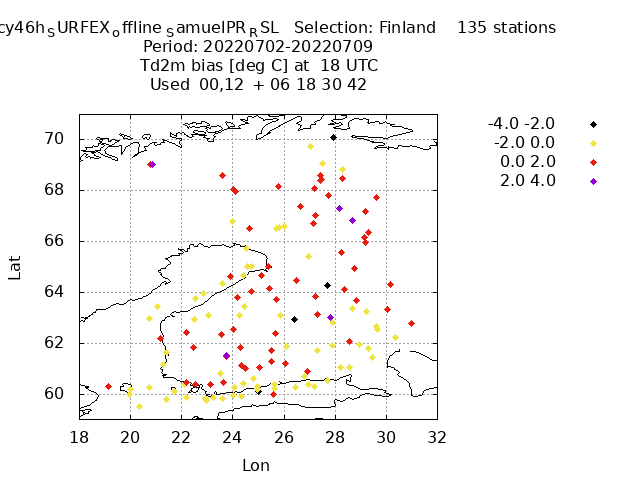 cy46h_SURFEX_offline_SamuelPR_RSL Selection: Finland 135 stations
Period: 20220702-20220709
Td2m bias [deg C] at 18 UTC
Used 00,12 + 06 18 30 42
-4.0 -2.0
-2.0 0.0
0.0 2.0
2.0 4.0
70
68
66
64
62
60
Lat
18 20 22 24 26 28 30 32
Lon